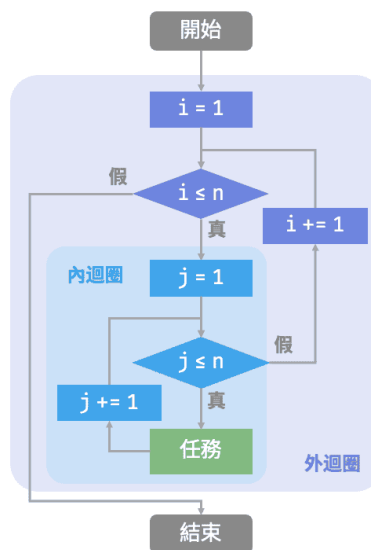 開始
i = 1
假
i ≤ n
i += 1
真
內迴圈
j = 1
j ≤ n
假
j += 1
真
任務
外迴圈
結束